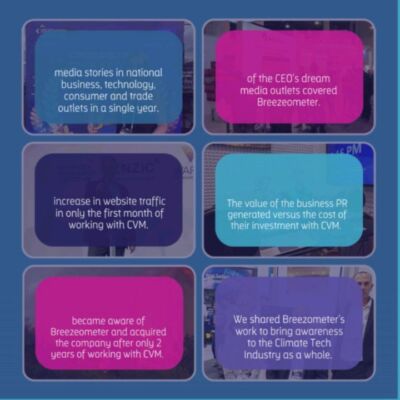 media stories in national
business, technology,
consumer and trade
outlets in a single year.
of the CEO's dream
media outlets covered
Breezeometer.
increase in website traffic
in only the first month of
working with CVM.
The value of the business PR
generated versus the cost of
their investment with CVM.
became aware of
Breezeometer and acquired
the company after only 2
years of working with CVM.
We shared Breezometer's
work to bring awareness
to the Climate Tech
Industry as a whole.